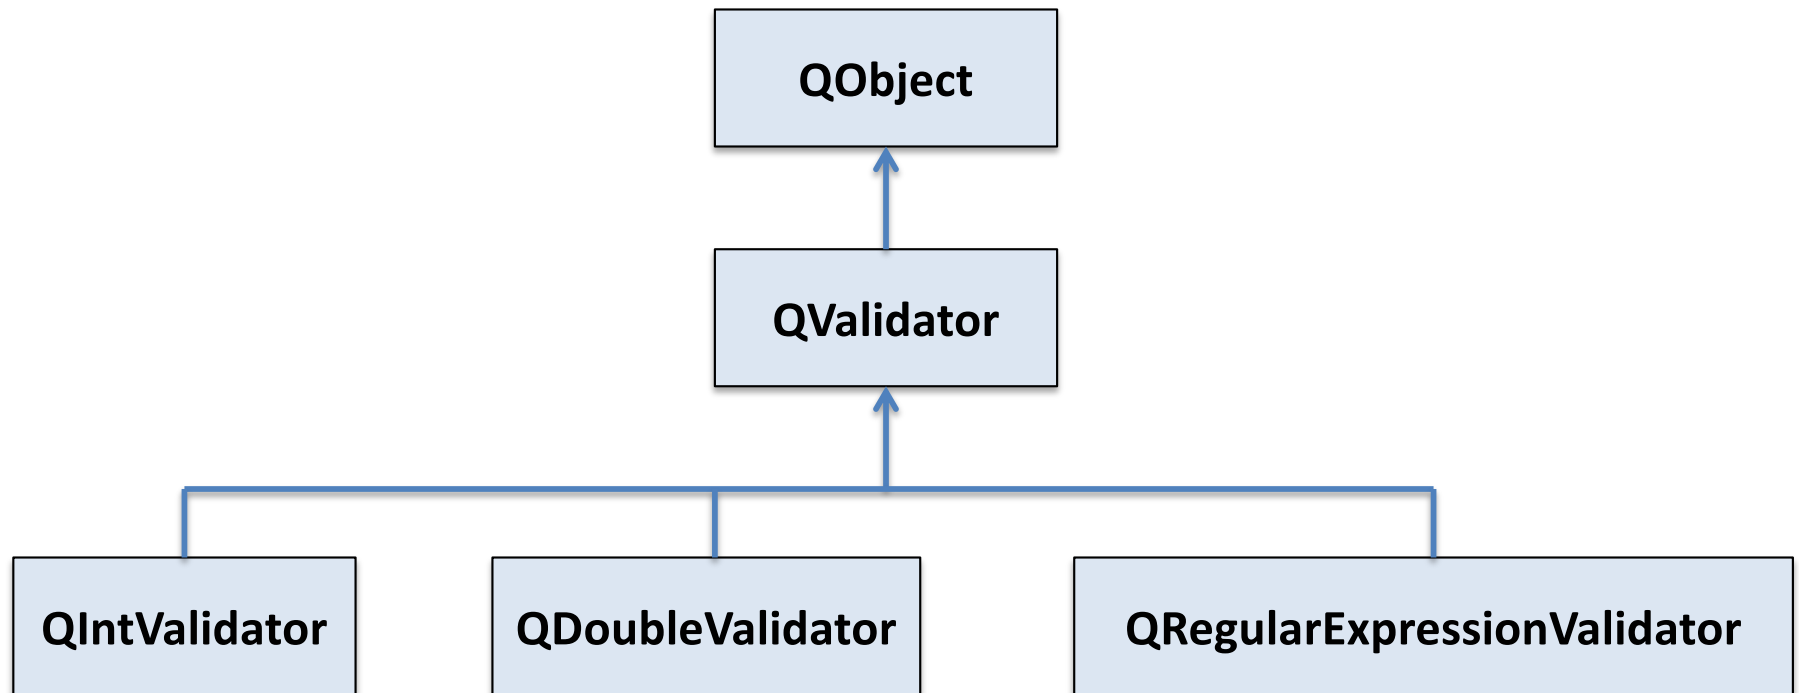 QObject
QValidator
QIntValidator
QDoubleValidator
QRegularExpressionValidator